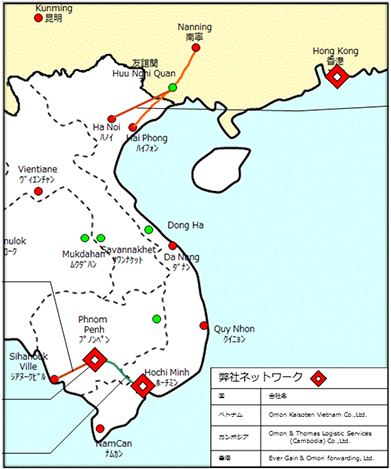 Kunming
昆明
Nanning
南寧
友誼関
Huu Nghi Quan
Hong Kong
香港
Ha Noi
ハノイ
Hai Phong
ハイフォン
Vientiane
ヴィエンチャン
nulok
ローク
Mukdahan
ムクダハン
Savannakhet
サワンナケット
Dong Ha
Da Nang
ダナン
Phnom
Penh
プノンペン
Quy Nhon
クイニョン
Sihanouk
Ville
シアヌークビル
Hochi Minh
ホーチミン
NamCan
ナムカン
弊社ネットワーク
国 会社名
ベトナム Omori Kaisoten Vietnam Co.,Ltd.
カンボジア Omori & Thomas Logistic Services
(Cambodia) Co.,Ltd.
香港 Ever Gain & Omori forwarding, Ltd.